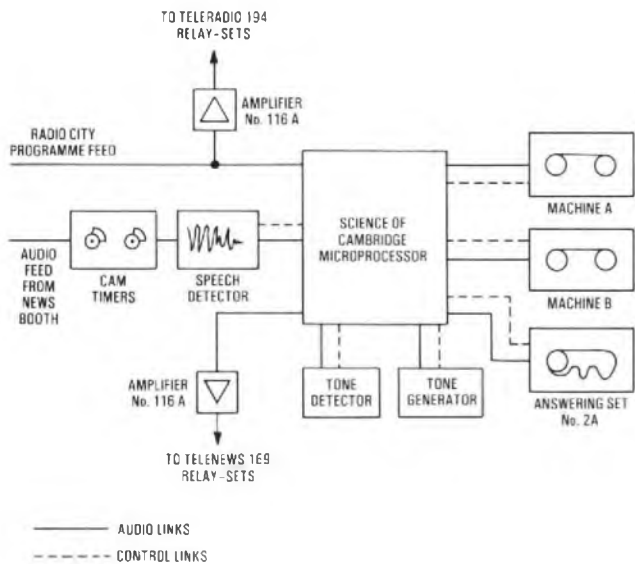 TO TELERADIO 194
RELAY-SETS
AMPLIFIER
No. 116 A
RADIO CITY
PROGRAMME FEED
MACHINE A
SCIENCE OF
CAMBRIDGE
MICROPROCESSOR
AUDIO
FEED
FROM
NEWS
BOOTH
CAM
TIMERS
SPEECH
DETECTOR
MACHINE B
AMPLIFIER
No. 116 A
TONE
DETECTOR
TONE
GENERATOR
ANSWERING SET
No. 2A
TO TELENEWS 169
RELAY-SETS
AUDIO LINKS
CONTROL LINKS